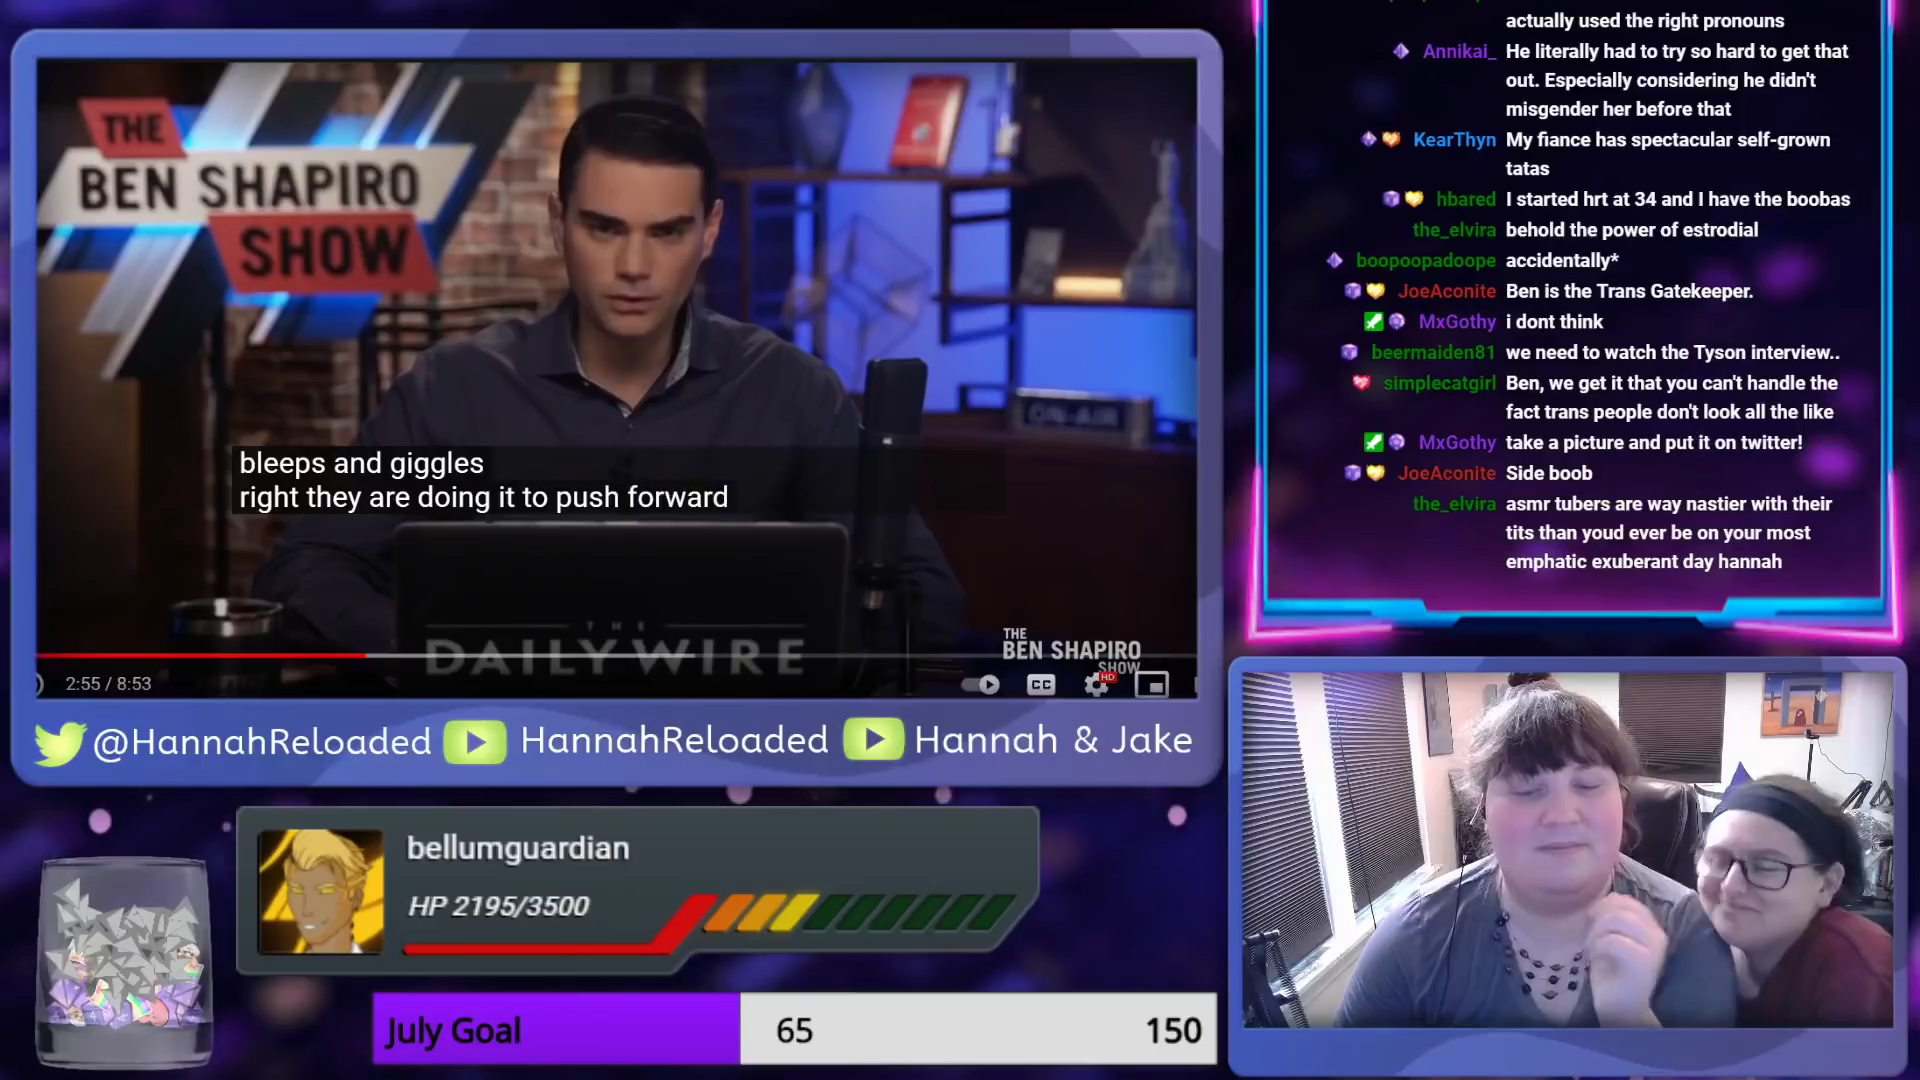 THE
BEN SHAPIRO
SHOW
ON-AIR
bleeps and giggles
right they are doing it to push forward
THE
DAILY WIRE
THE
BEN SHAPIRO
SHOW
2:55 / 8:53
CC
HD
@HannahReloaded
HannahReloaded
Hannah & Jake
bellumguardian
HP 2195/3500
July Goal
65
150
actually used the right pronouns
Annikai_ He literally had to try so hard to get that
out. Especially considering he didn't
misgender her before that
KearThyn My fiance has spectacular self-grown
tatas
hbared I started hrt at 34 and I have the boobas
the_elvira behold the power of estrodial
boopoopadoope accidentally*
JoeAconite Ben is the Trans Gatekeeper.
MxGothy i dont think
beermaiden81 we need to watch the Tyson interview..
simplecatgirl Ben, we get it that you can't handle the
fact trans people don't look all the like
MxGothy take a picture and put it on twitter!
JoeAconite Side boob
the_elvira asmr tubers are way nastier with their
tits than youd ever be on your most
emphatic exuberant day hannah